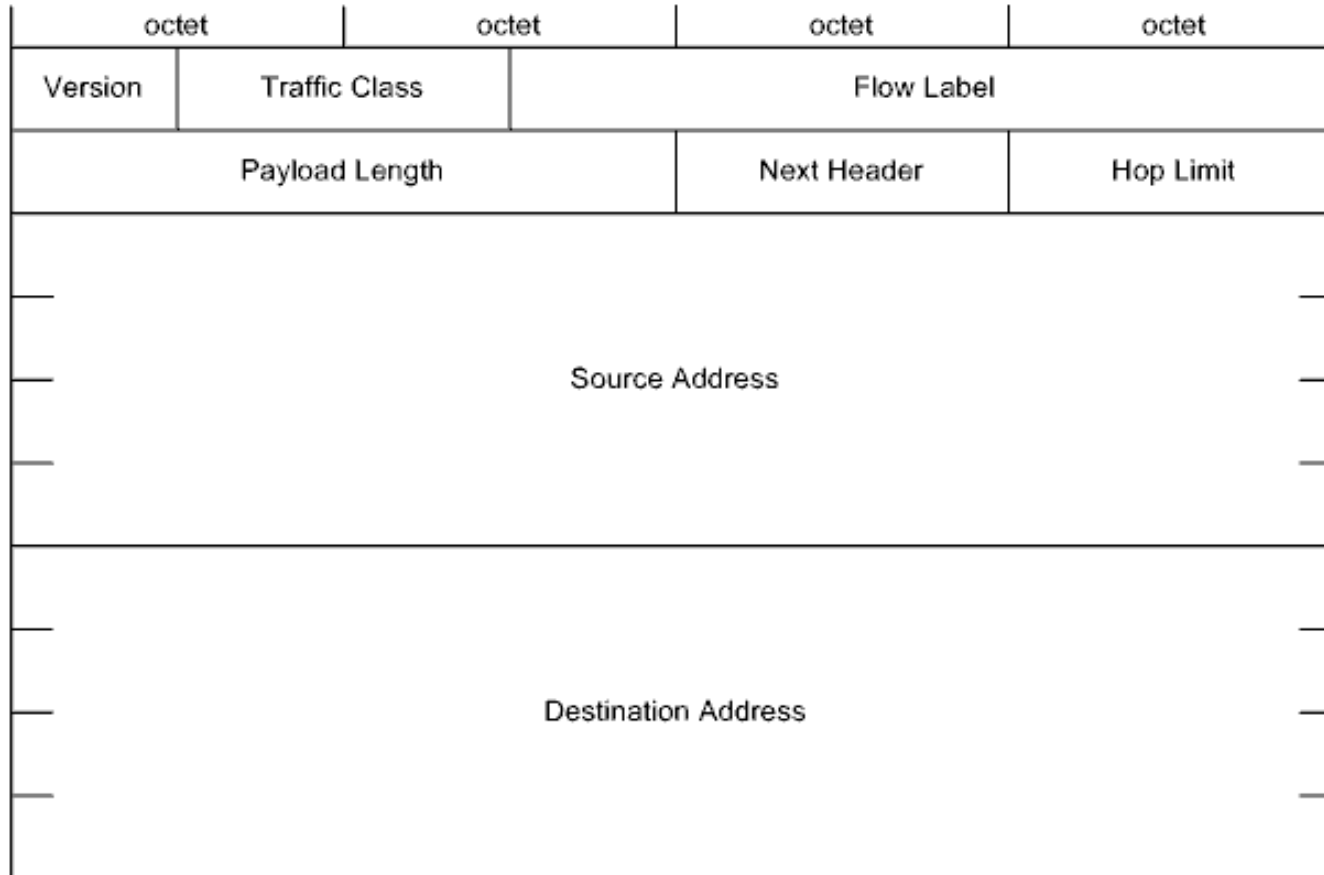 octet octet octet octet
Version Traffic Class Flow Label
Payload Length Next Header Hop Limit
Source Address
Destination Address